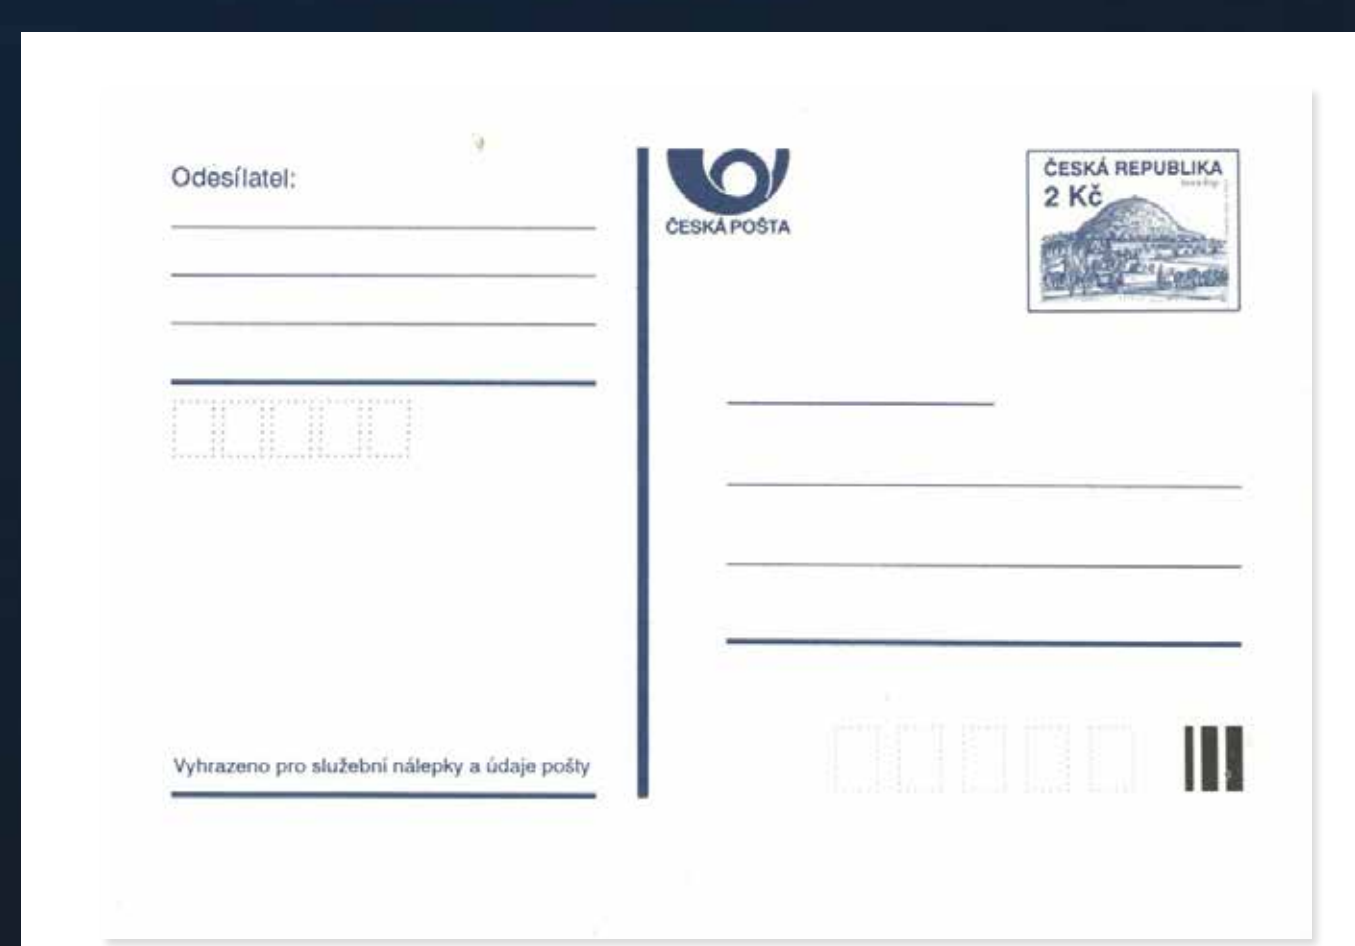 Odesílatel:
ČESKÁ POŠTA
ČESKÁ REPUBLIKA
2 Kč
Vyhrazeno pro služební nálepky a údaje pošty